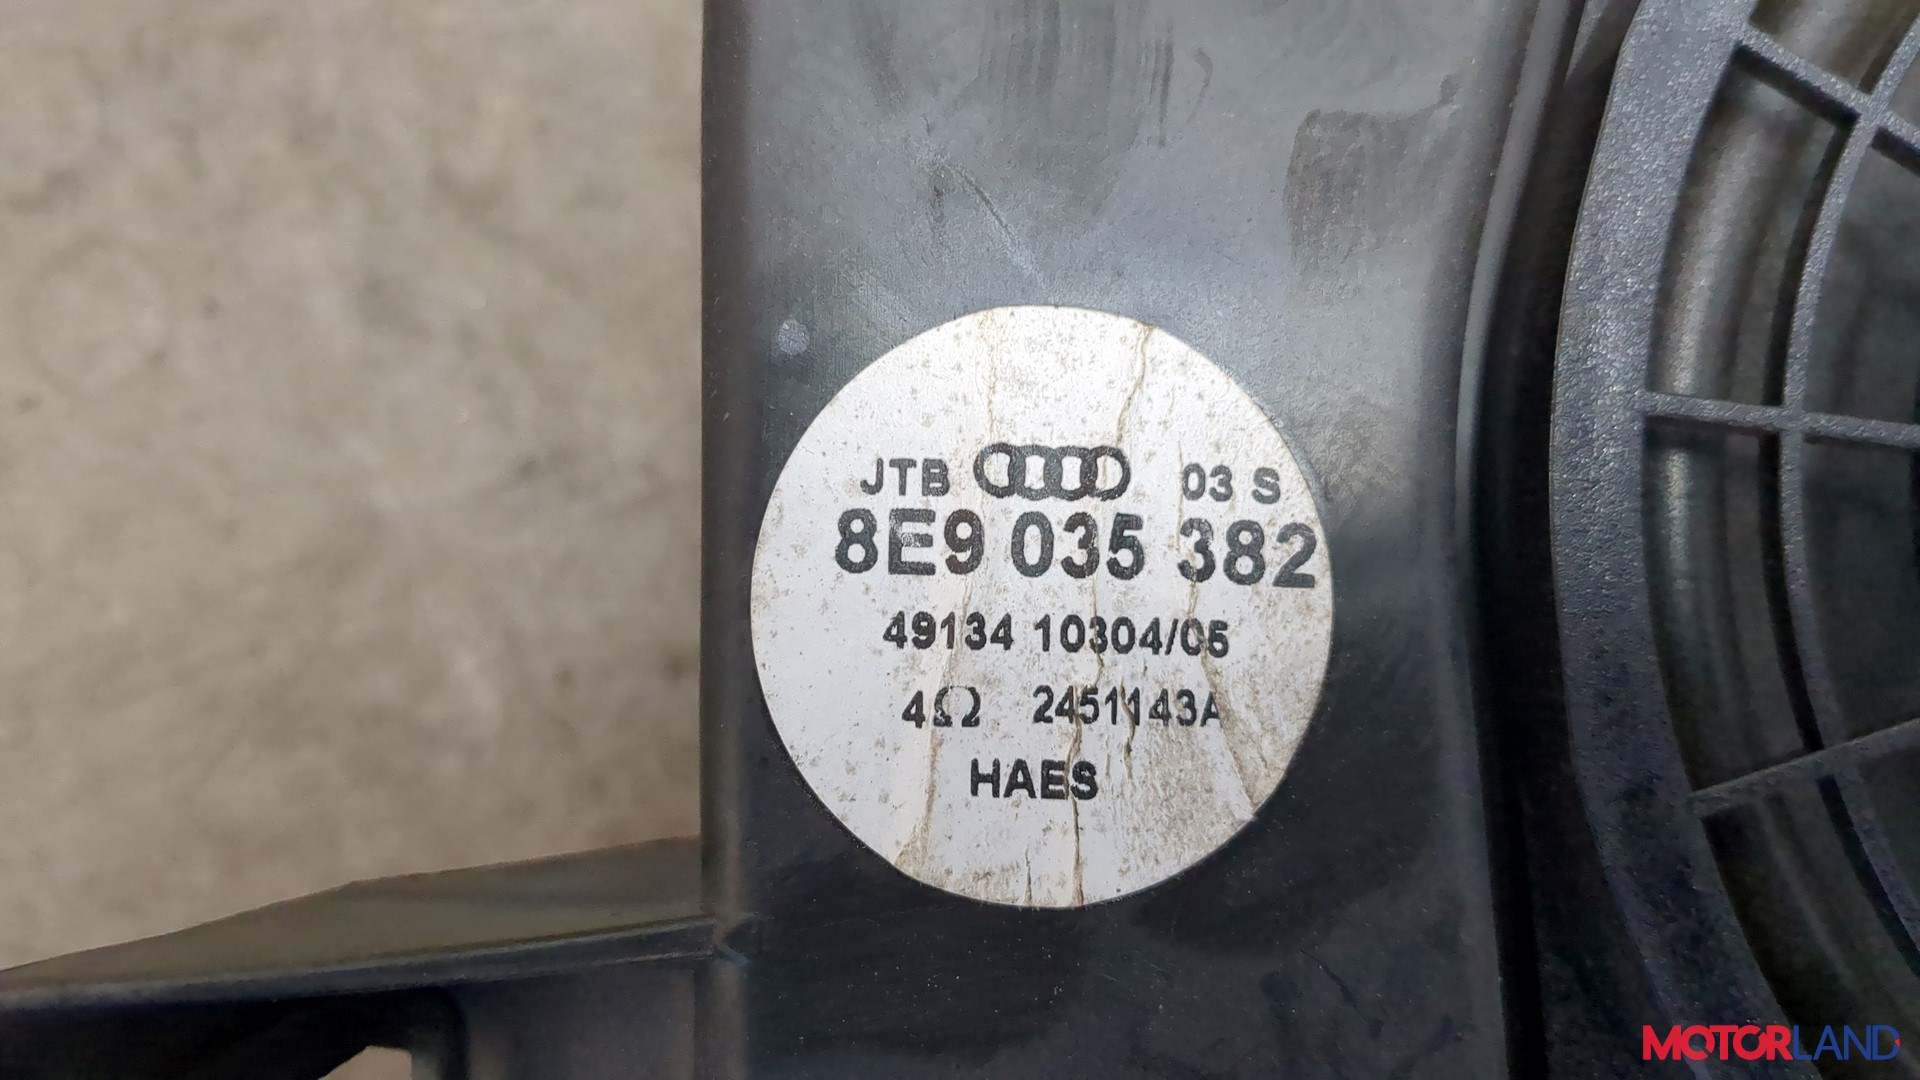 JTB 03 S
8E9 035 382
49134 10304/05
4Ω 2451143A
HAES
MOTORLAND